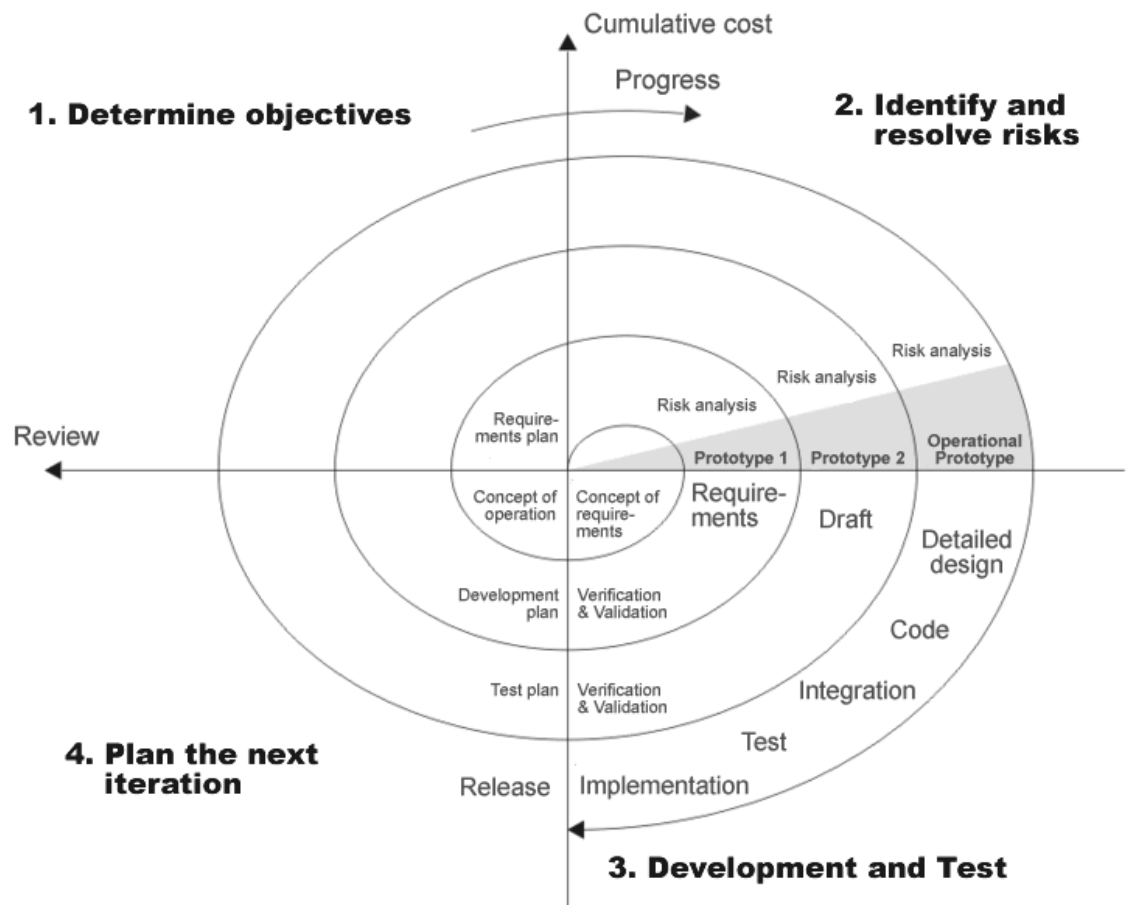 Cumulative cost
Progress
1. Determine objectives
2. Identify and
resolve risks
Risk analysis
Risk analysis
Risk analysis
Require-
ments plan
Review
Prototype 1
Prototype 2
Operational
Prototype
Concept of
operation
Concept of
require-
ments
Require-
ments
Draft
Detailed
design
Development
plan
Verification
& Validation
Code
Test plan
Verification
& Validation
Integration
Test
4. Plan the next
iteration
Release
Implementation
3. Development and Test